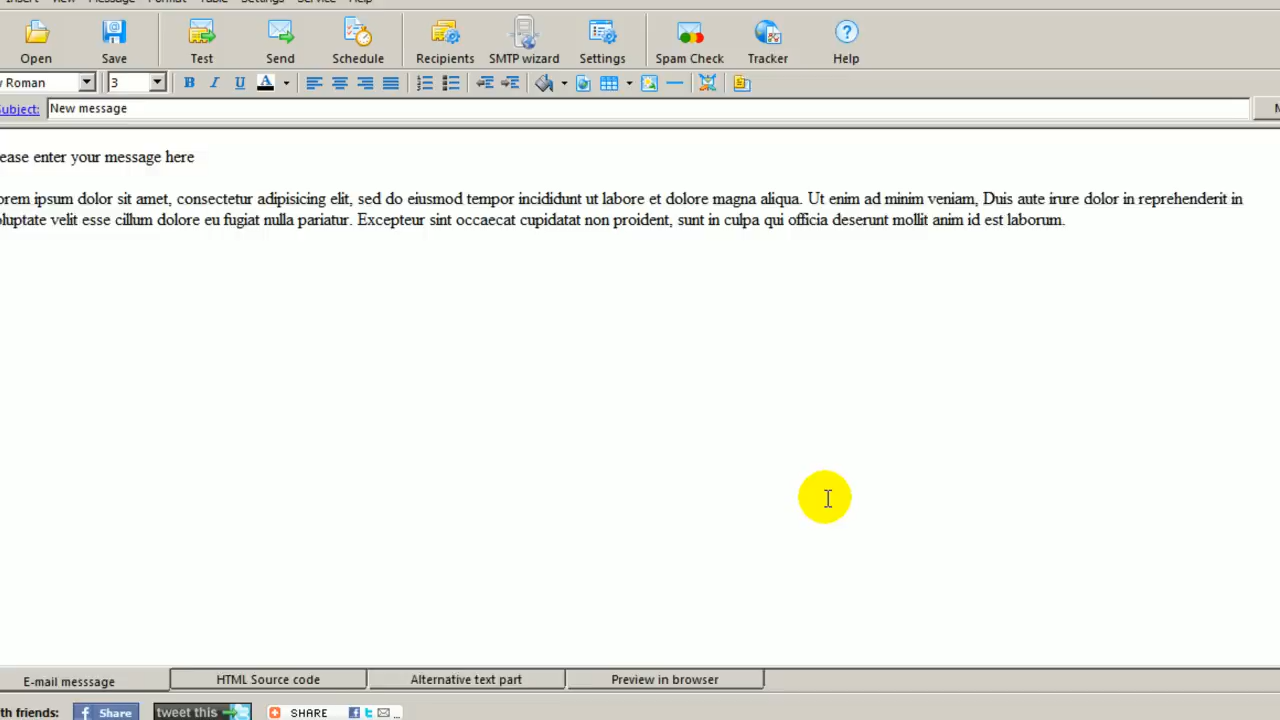 Message
Settings
Help
Open Save Test Send Schedule Recipients SMTP wizard Settings Spam Check Tracker Help
Roman 3 B I U A
ubject: New message
ease enter your message here
orem ipsum dolor sit amet, consectetur adipisicing elit, sed do eiusmod tempor incididunt ut labore et dolore magna aliqua. Ut enim ad minim veniam, Duis aute irure dolor in reprehenderit in
oluptate velit esse cillum dolore eu fugiat nulla pariatur. Excepteur sint occaecat cupidatat non proident, sunt in culpa qui officia deserunt mollit anim id est laborum.
E-mail messsage HTML Source code Alternative text part Preview in browser
th friends: Share tweet this SHARE